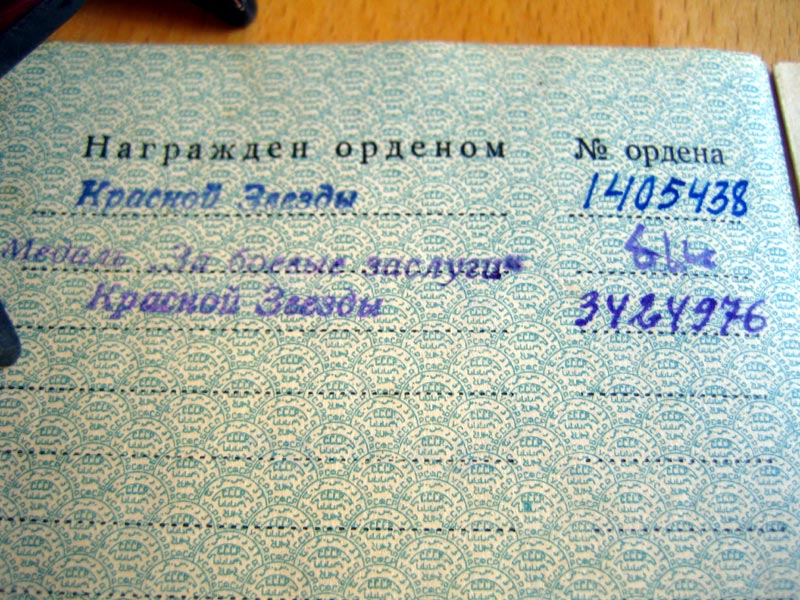 Награжден орденом № ордена
Красной Звезды 1405438
Медаль „За боевые заслуги“ б/н
Красной Звезды 3424976